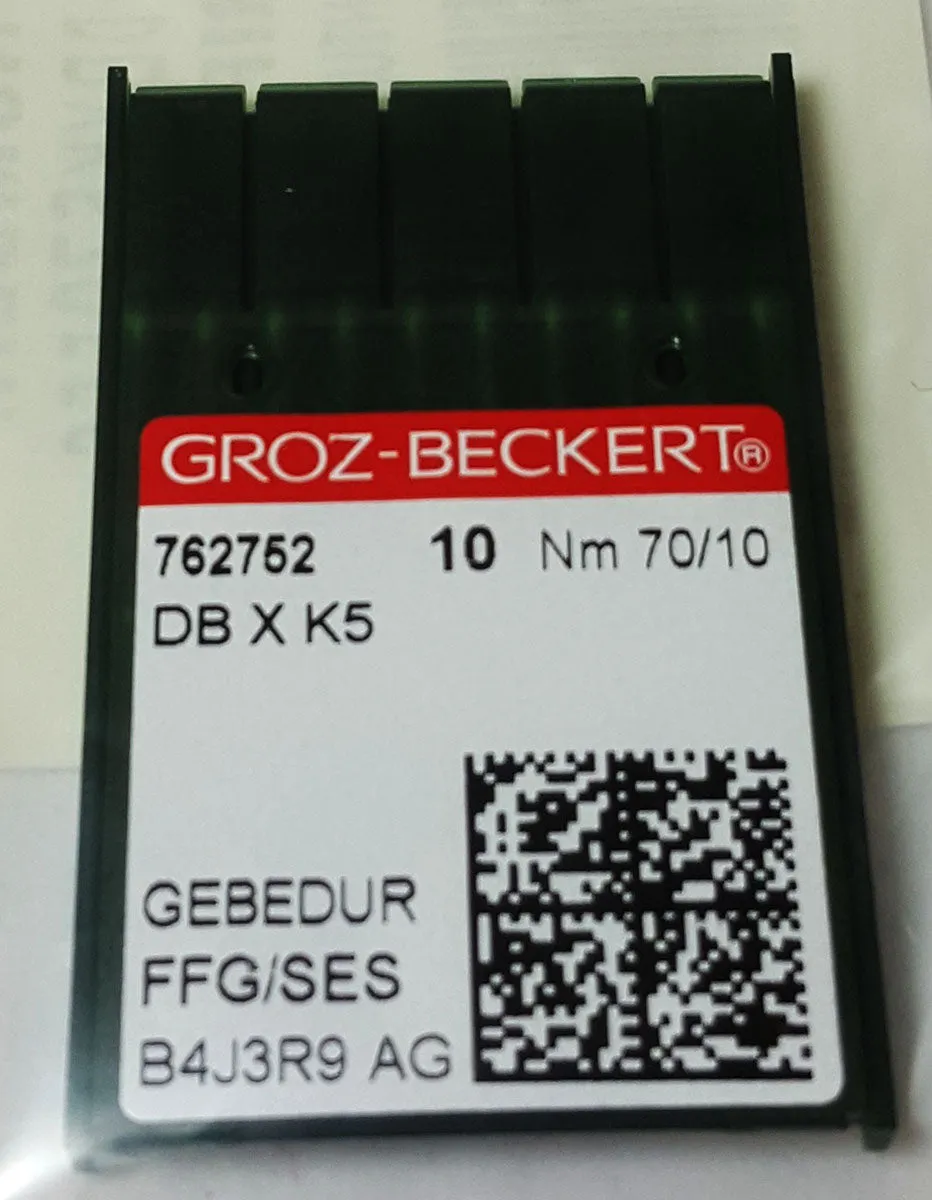 GROZ-BECKERT®
762752 10 Nm 70/10
DB X K5
GEBEDUR
FFG/SES
B4J3R9 AG